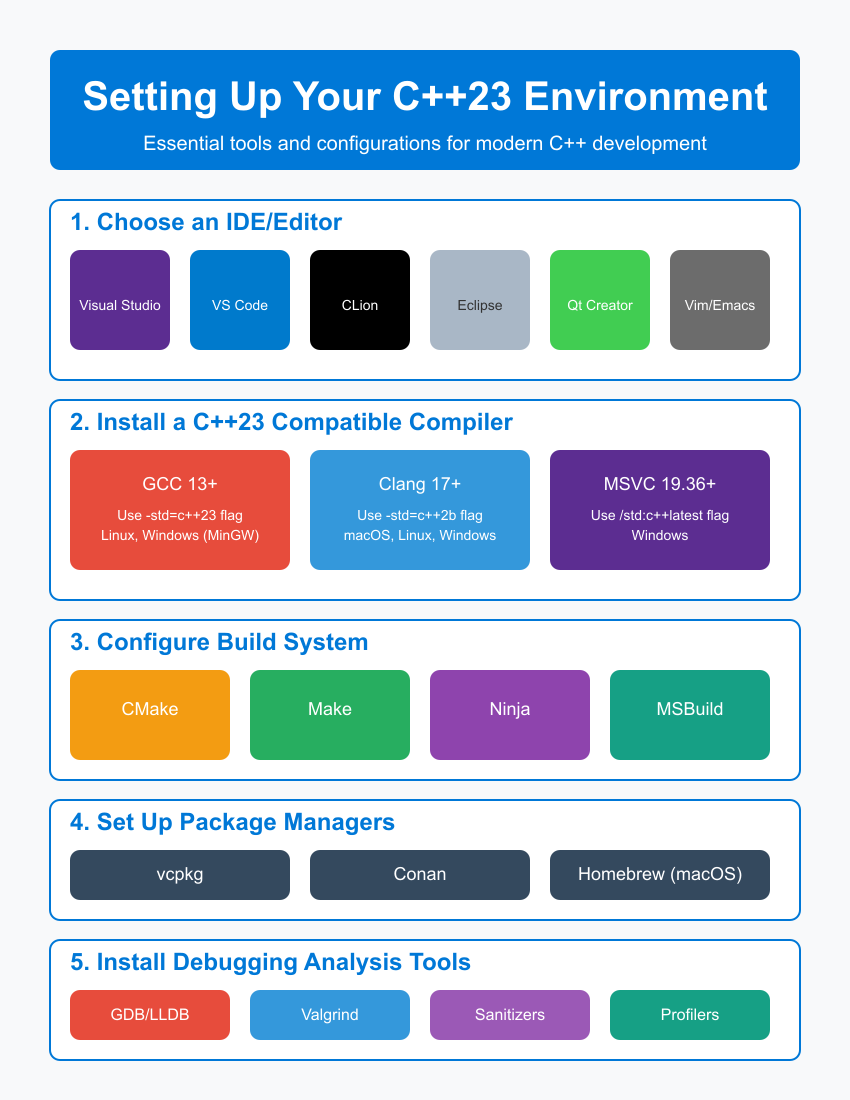 Setting Up Your C++23 Environment
Essential tools and configurations for modern C++ development
1. Choose an IDE/Editor
Visual Studio
VS Code
CLion
Eclipse
Qt Creator
Vim/Emacs
2. Install a C++23 Compatible Compiler
GCC 13+
Use -std=c++23 flag
Linux, Windows (MinGW)
Clang 17+
Use -std=c++2b flag
macOS, Linux, Windows
MSVC 19.36+
Use /std:c++latest flag
Windows
3. Configure Build System
CMake
Make
Ninja
MSBuild
4. Set Up Package Managers
vcpkg
Conan
Homebrew (macOS)
5. Install Debugging Analysis Tools
GDB/LLDB
Valgrind
Sanitizers
Profilers